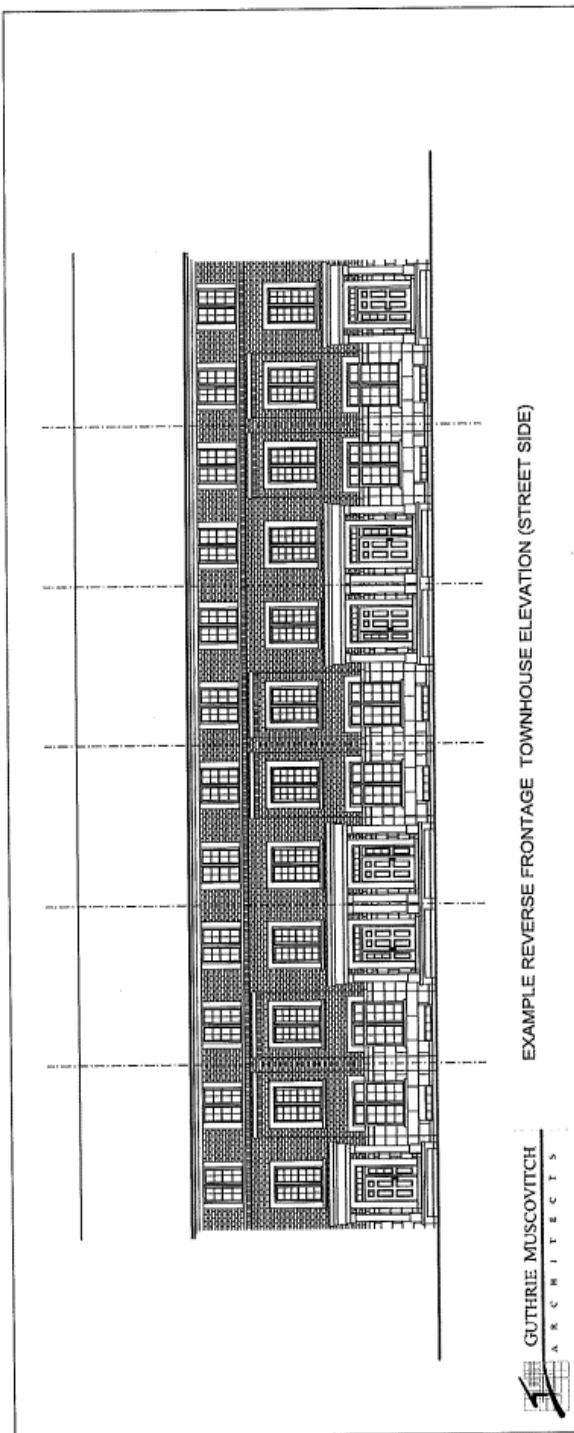 EXAMPLE REVERSE FRONTAGE TOWNHOUSE ELEVATION (STREET SIDE)
GUTHRIE MUSCOVITCH
ARCHITECTS